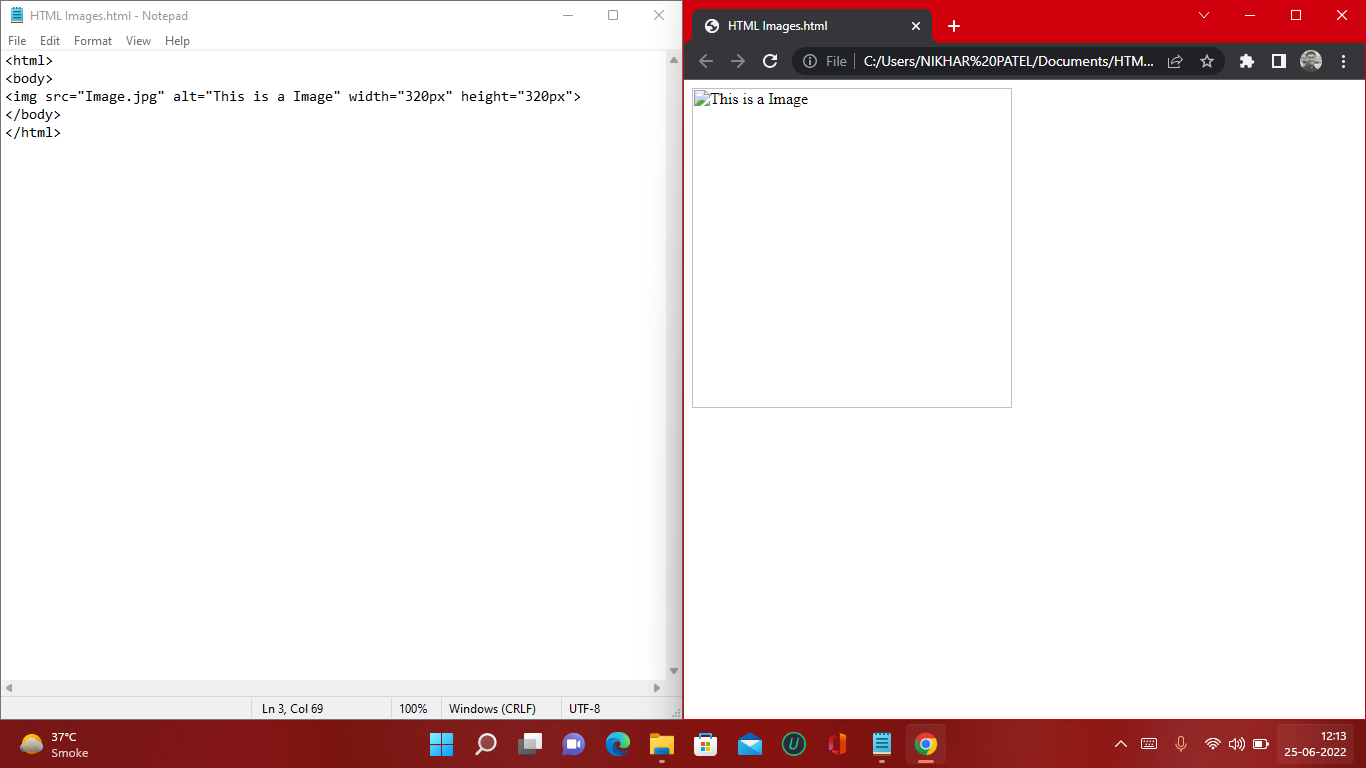 HTML Images.html - Notepad
File Edit Format View Help
<html>
<body>
<img src="Image.jpg" alt="This is a Image" width="320px" height="320px">
</body>
</html>
Ln 3, Col 69 100% Windows (CRLF) UTF-8
HTML Images.html
File C:/Users/NIKHAR%20PATEL/Documents/HTM...
This is a Image
37°C
Smoke
U
12:13
25-06-2022